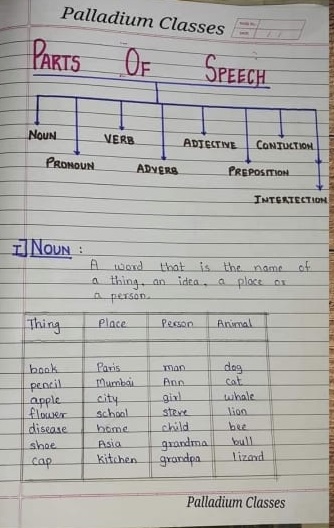 Palladium Classes
PARTS OF SPEECH
NOUN VERB ADJECTIVE CONJUCTION
PRONOUN ADVERB PREPOSITION
INTERJECTION
I] NOUN :
A word that is the name of
a thing, an idea, a place or
a person.
Thing Place Person Animal
book Paris man dog
pencil Mumbai Ann cat
apple city girl whale
flower school steve lion
disease home child bee
shoe Asia grandma bull
cap kitchen grandpa lizard
Palladium Classes